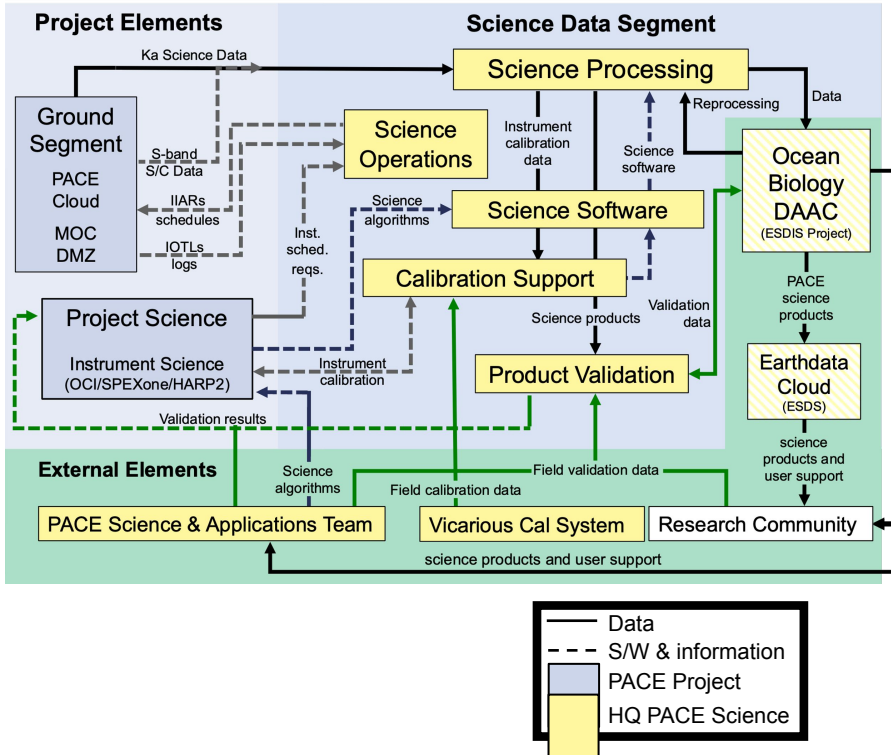 Project Elements
Science Data Segment
Ka Science Data
Science Processing
Reprocessing
Data
Ground
Segment
PACE
Cloud
MOC
DMZ
S-band
S/C Data
IIARs
schedules
IOTLs
logs
Science
Operations
Instrument
calibration
data
Science
software
Ocean
Biology
DAAC
(ESDIS Project)
Science
algorithms
Science Software
Inst.
sched.
reqs.
Calibration Support
PACE
science
products
Validation
data
Project Science
Instrument Science
(OCI/SPEXone/HARP2)
Science products
Instrument
calibration
Product Validation
Earthdata
Cloud
(ESDS)
Validation results
science
products and
user support
External Elements
Science
algorithms
Field validation data
Field calibration data
PACE Science & Applications Team
Vicarious Cal System
Research Community
science products and user support
Data
S/W & information
PACE Project
HQ PACE Science